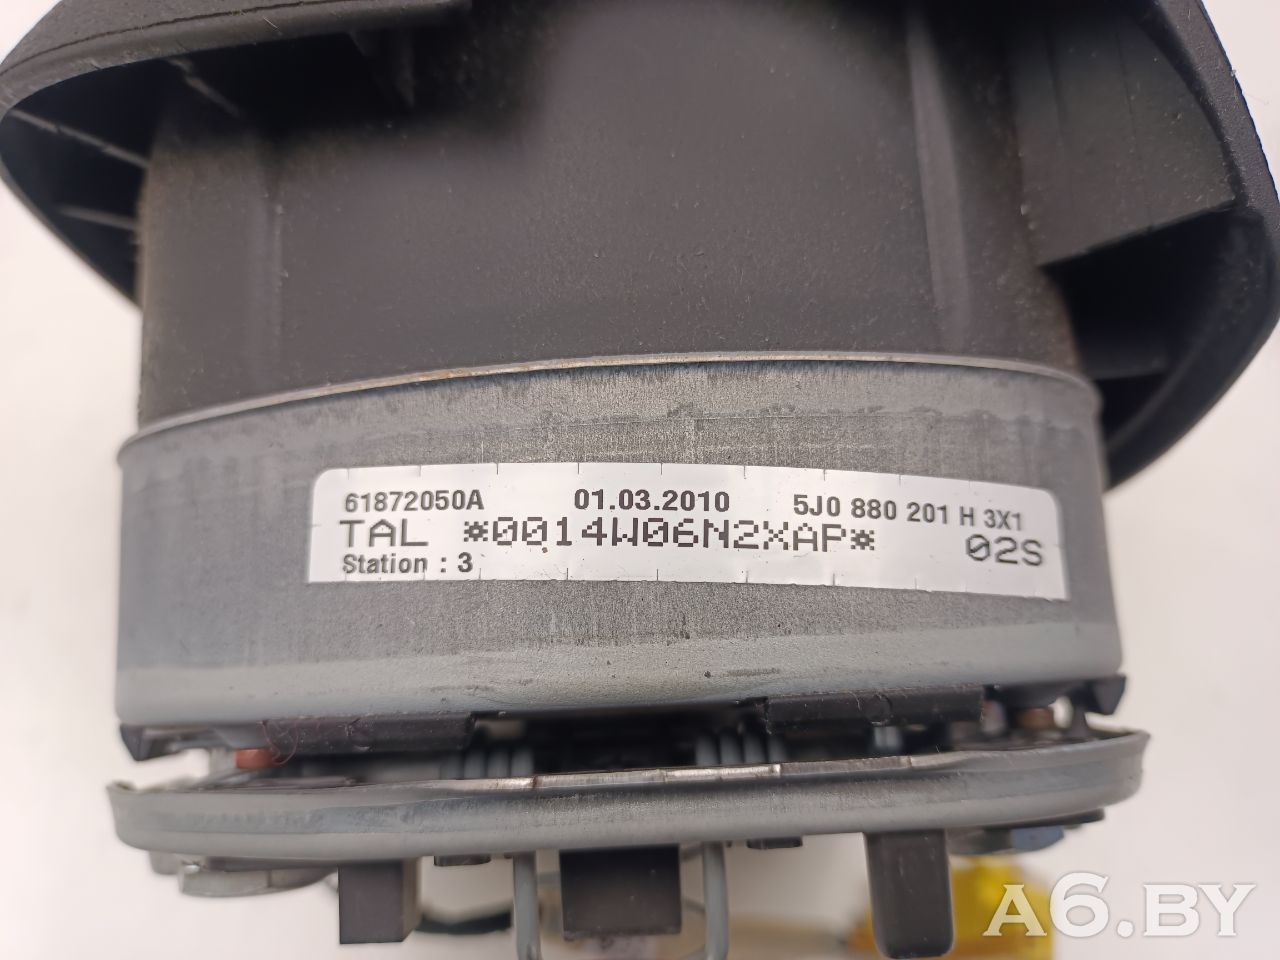 61872050A 01.03.2010 5J0 880 201 H 3X1
TAL *0014W06N2XAP* 02S
Station : 3
A6.BY